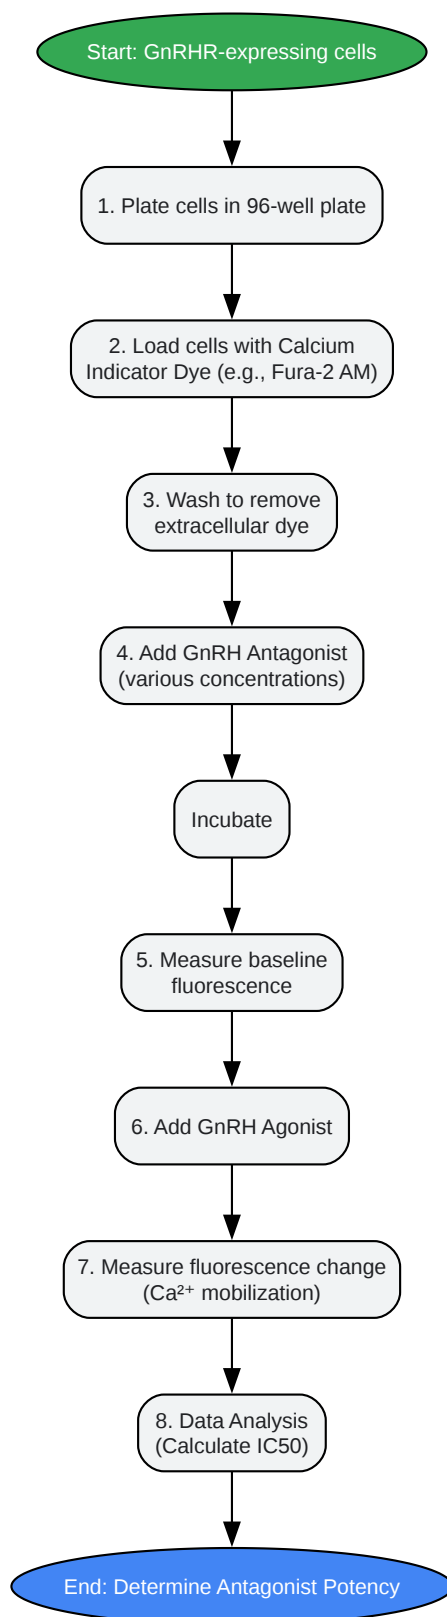 Start: GnRHR-expressing cells
1. Plate cells in 96-well plate
2. Load cells with Calcium
Indicator Dye (e.g., Fura-2 AM)
3. Wash to remove
extracellular dye
4. Add GnRH Antagonist
(various concentrations)
Incubate
5. Measure baseline
fluorescence
6. Add GnRH Agonist
7. Measure fluorescence change
(Ca²⁺ mobilization)
8. Data Analysis
(Calculate IC50)
End: Determine Antagonist Potency